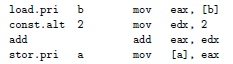 load.pri b mov eax, [b]
const.alt 2 mov edx, 2
add add eax, edx
stor.pri a mov [a], eax